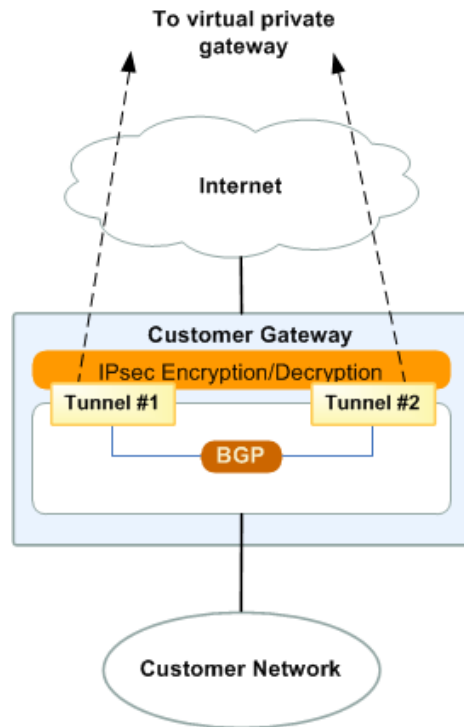 To virtual private
gateway
Internet
Customer Gateway
IPsec Encryption/Decryption
Tunnel #1
Tunnel #2
BGP
Customer Network